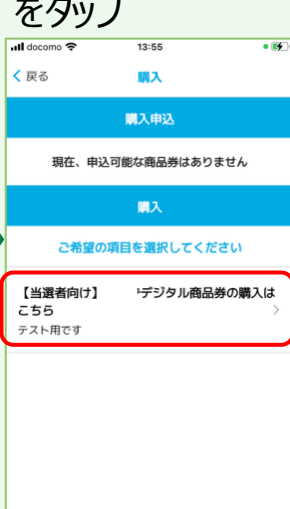 をタップ
docomo 13:55
戻る 購入
購入申込
現在、申込可能な商品券はありません
購入
ご希望の項目を選択してください
【当選者向け】 デジタル商品券の購入は
こちら
テスト用です